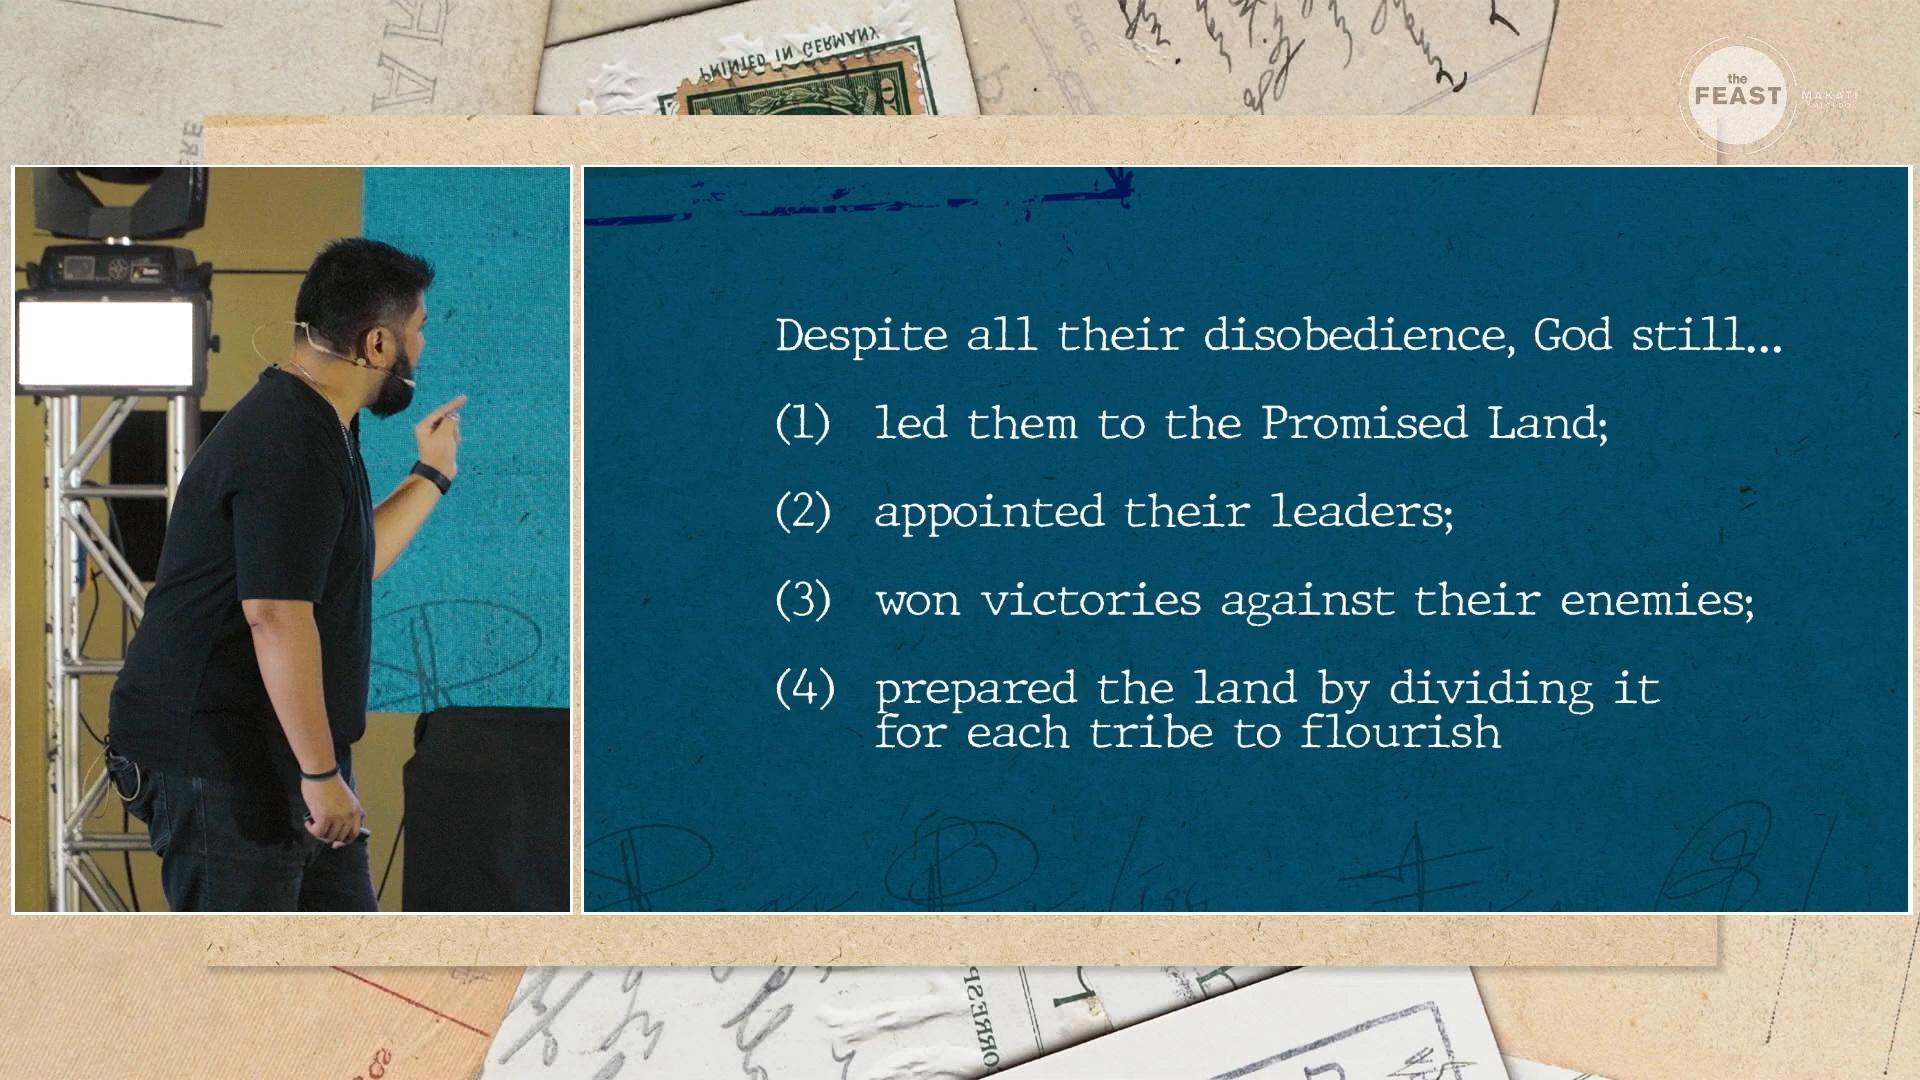 PRINTED IN GERMANY
the
FEAST
MAKATI
Despite all their disobedience, God still...
(1) led them to the Promised Land;
(2) appointed their leaders;
(3) won victories against their enemies;
(4) prepared the land by dividing it
for each tribe to flourish